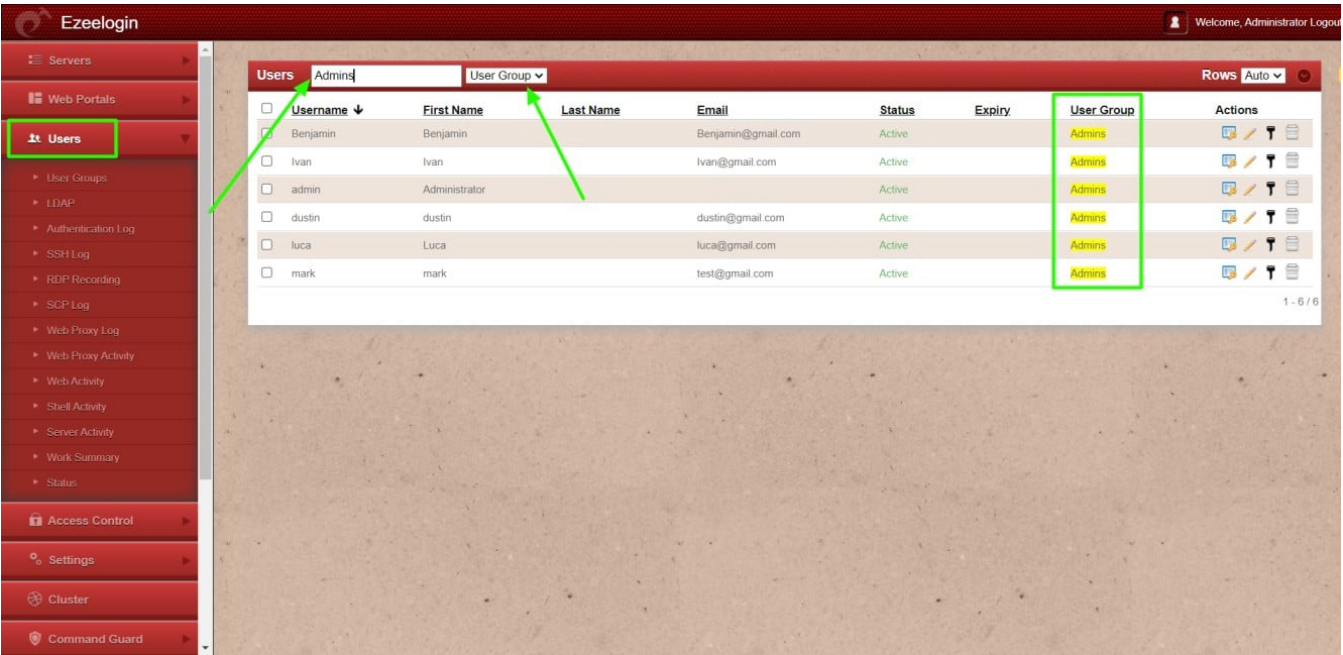 Ezeelogin
Welcome, Administrator Logout
Servers
Web Portals
Users
User Groups
LDAP
Authentication Log
SSH Log
RDP Recording
SCP Log
Web Proxy Log
Web Proxy Activity
Web Activity
Shell Activity
Server Activity
Work Summary
Status
Access Control
Settings
Cluster
Command Guard
Users Admins User Group Rows Auto
Username First Name Last Name Email Status Expiry User Group Actions
Benjamin Benjamin Benjamin@gmail.com Active Admins
Ivan Ivan Ivan@gmail.com Active Admins
admin Administrator Active Admins
dustin dustin dustin@gmail.com Active Admins
luca Luca luca@gmail.com Active Admins
mark mark test@gmail.com Active Admins
1 - 6 / 6